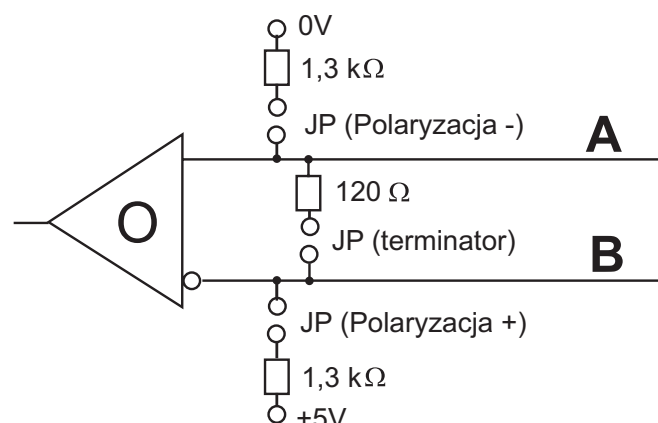 0V
1,3 kΩ
JP (Polaryzacja -)
A
120 Ω
O
JP (terminator)
B
JP (Polaryzacja +)
1,3 kΩ
+5V